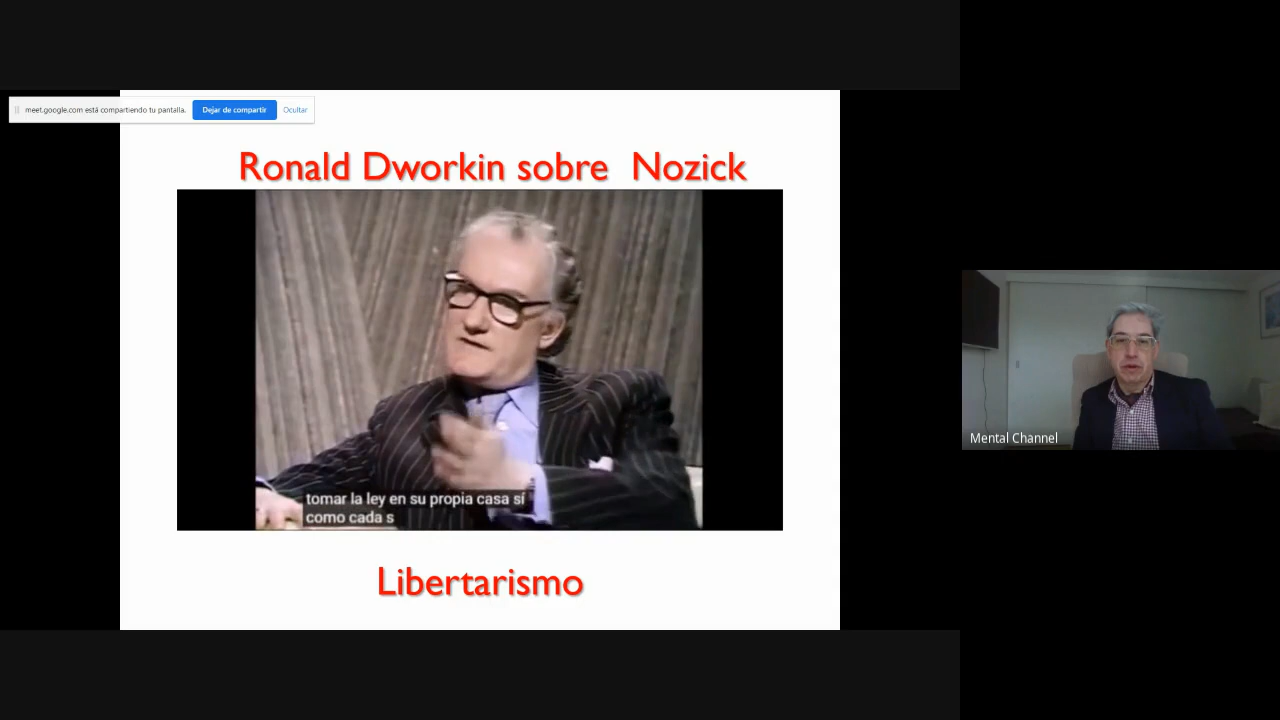 meet.google.com está compartiendo tu pantalla.
Dejar de compartir
Ocultar
Ronald Dworkin sobre Nozick
tomar la ley en su propia casa sí
como cada s
Libertarismo
Mental Channel